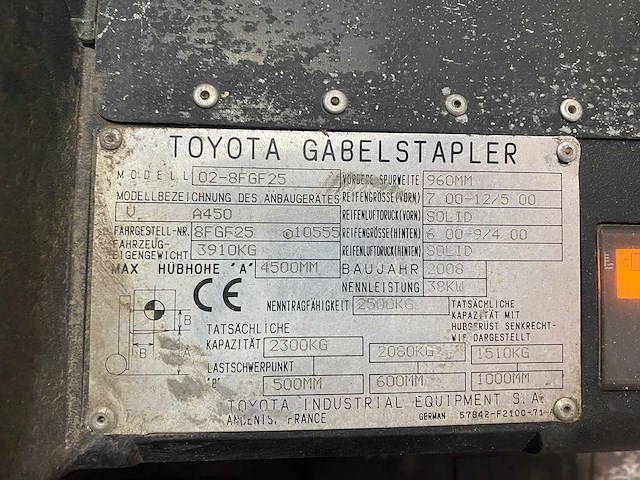 TOYOTA GABELSTAPLER
MODELL 02-8FGF25 VORDERE SPURWEITE 960MM
MODELLBEZEICHNUNG DES ANBAUGERÄTES REIFENGRÖSSE(VORN) 7.00-12/5.00
V A450 REIFENLUFTDRUCK(VORN) SOLID
FAHRGESTELL-NR. 8FGF25 E10555 REIFENGRÖSSE(HINTEN) 6.00-9/4.00
FAHRZEUG-EIGENGEWICHT 3910KG REIFENLUFTDRUCK(HINTEN) SOLID
MAX HÜBHOHE "A" 4500MM BAUJAHR 2008
CE NENNLEISTUNG 38KW
NENNTRAGFÄHIGKEIT 2500KG TATSÄCHLICHE
KAPAZITÄT MIT
HUBGERÜST SENKRECHT-
WIE DARGESTELLT
TATSÄCHLICHE
KAPAZITÄT 2300KG 2080KG 1510KG
LASTSCHWERPUNKT
"B" 500MM 600MM 1000MM
B
B
A
TOYOTA INDUSTRIAL EQUIPMENT S.A.
ANCENIS, FRANCE GERMAN 57842-F2100-71